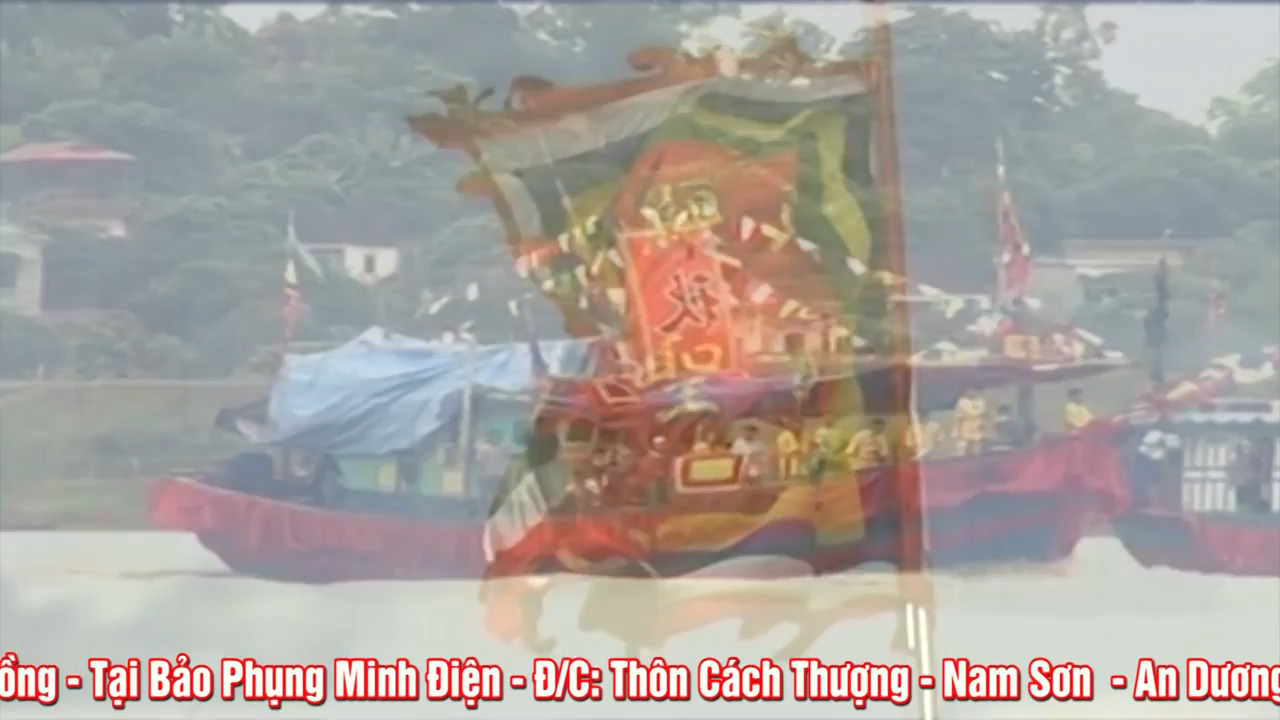 ồng - Tại Bảo Phụng Minh Điện - Đ/C: Thôn Cách Thượng - Nam Sơn - An Dương